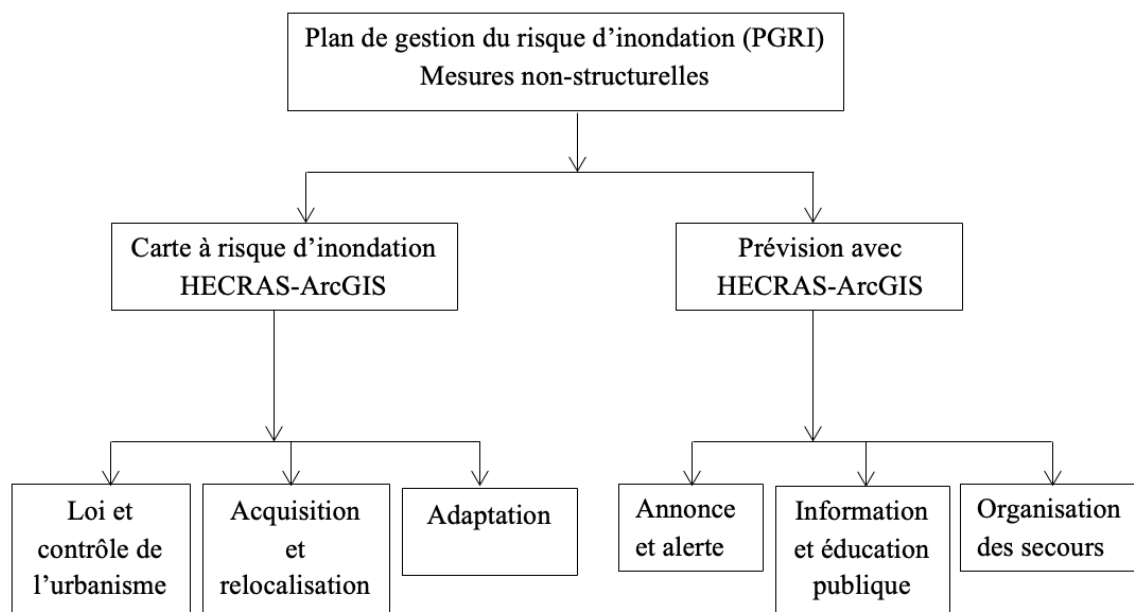 Plan de gestion du risque d’inondation (PGRI)
Mesures non-structurelles
Carte à risque d’inondation
HECRAS-ArcGIS
Prévision avec
HECRAS-ArcGIS
Loi et
contrôle de
l’urbanisme
Acquisition
et
relocalisation
Adaptation
Annonce
et alerte
Information
et éducation
publique
Organisation
des secours